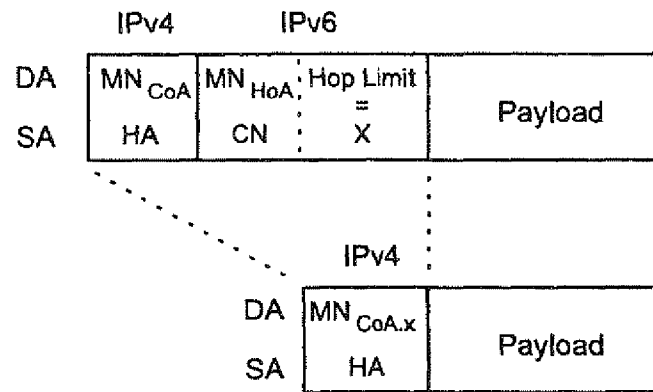 IPv4 IPv6
DA MN CoA MN HoA Hop Limit
=
Payload
SA HA CN X
IPv4
DA MN CoA.x
Payload
SA HA